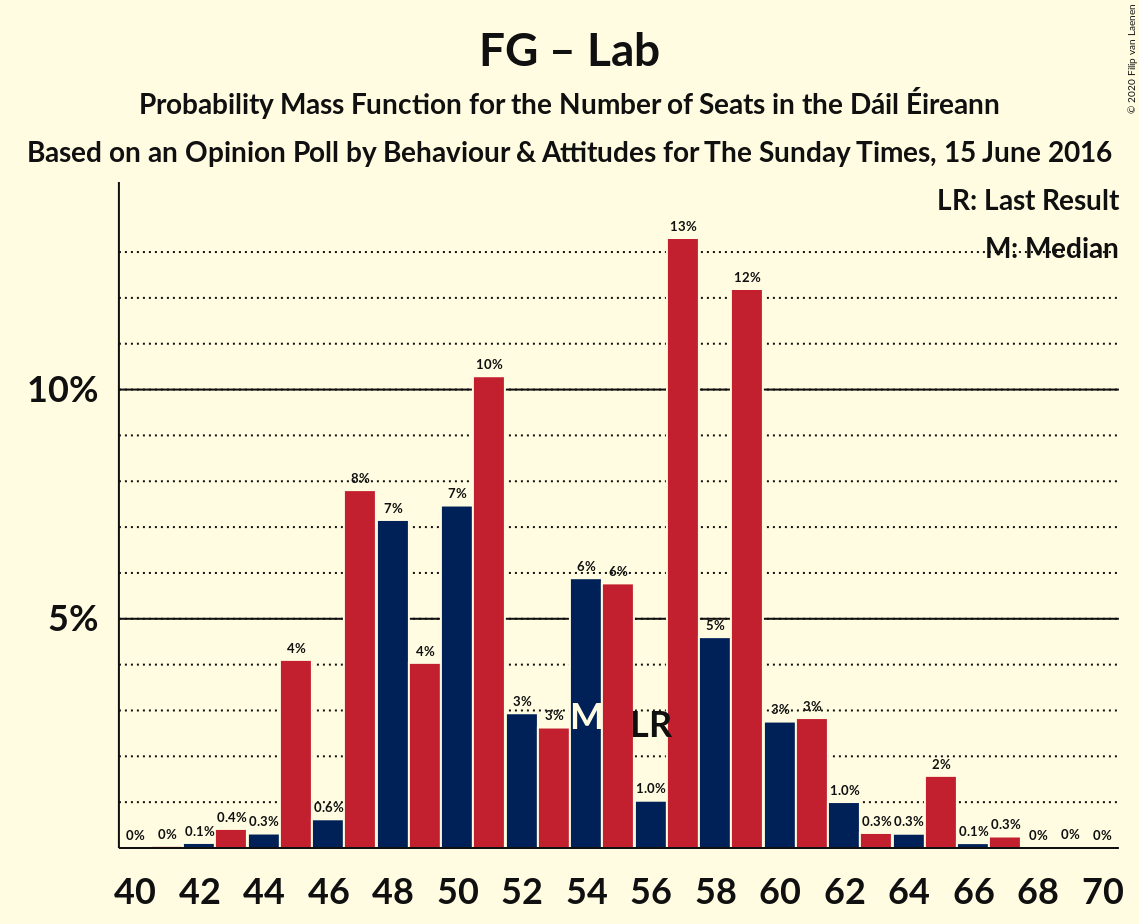 FG – Lab
Probability Mass Function for the Number of Seats in the Dáil Éireann
Based on an Opinion Poll by Behaviour & Attitudes for The Sunday Times, 15 June 2016
© 2020 Filip van Laenen
LR: Last Result
M: Median
10%
5%
0% 0% 0.1% 0.4% 0.3% 4% 0.6% 8% 7% 4% 7% 10% 3% 3% 6% 6% 1.0% 13% 5% 12% 3% 3% 1.0% 0.3% 0.3% 2% 0.1% 0.3% 0% 0% 0%
M LR
40 42 44 46 48 50 52 54 56 58 60 62 64 66 68 70